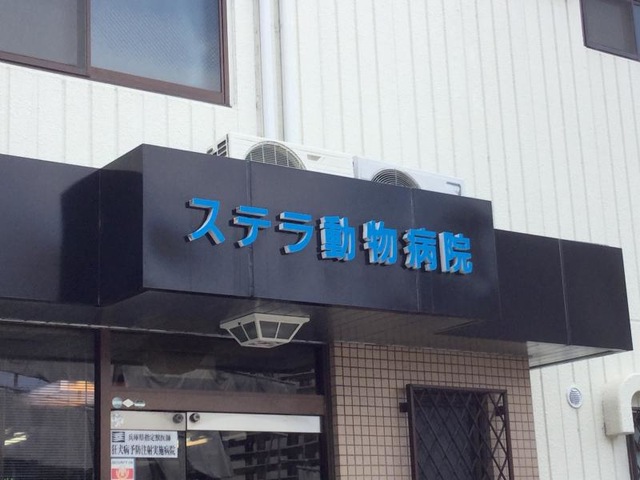 ステラ動物病院
兵庫県指定獣医師
狂犬病予防注射実施病院